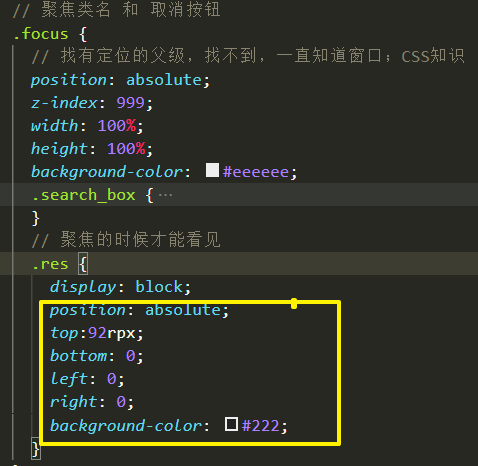 // 聚焦类名 和 取消按钮
.focus {
// 找有定位的父级，找不到，一直知道窗口；CSS知识
position: absolute;
z-index: 999;
width: 100%;
height: 100%;
background-color: #eeeeee;
.search_box {…
}
// 聚焦的时候才能看见
.res {
display: block;
position: absolute;
top:92rpx;
bottom: 0;
left: 0;
right: 0;
background-color: #222;
}